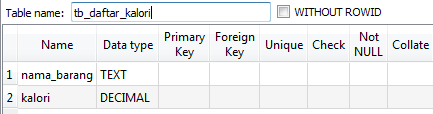 Table name: tb_daftar_kalori WITHOUT ROWID
Name Data type Primary Key Foreign Key Unique Check Not NULL Collate
1 nama_barang TEXT
2 kalori DECIMAL